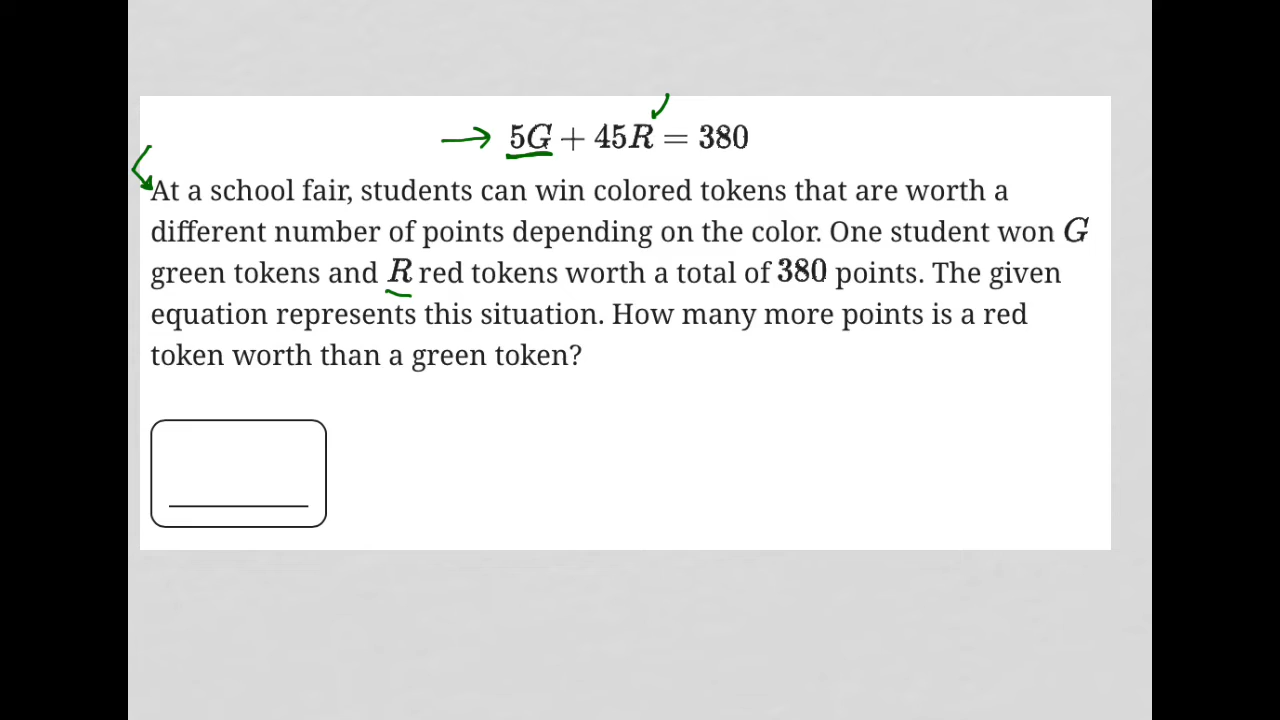 5G + 45R = 380
At a school fair, students can win colored tokens that are worth a
different number of points depending on the color. One student won G
green tokens and R red tokens worth a total of 380 points. The given
equation represents this situation. How many more points is a red
token worth than a green token?